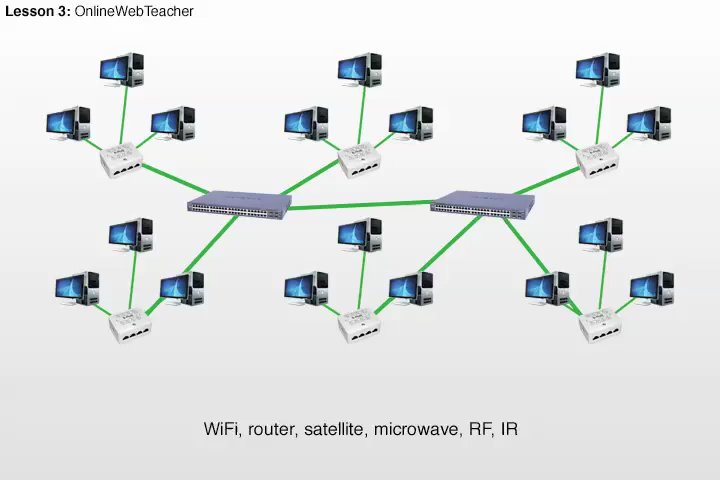 Lesson 3: OnlineWebTeacher
WiFi, router, satellite, microwave, RF, IR